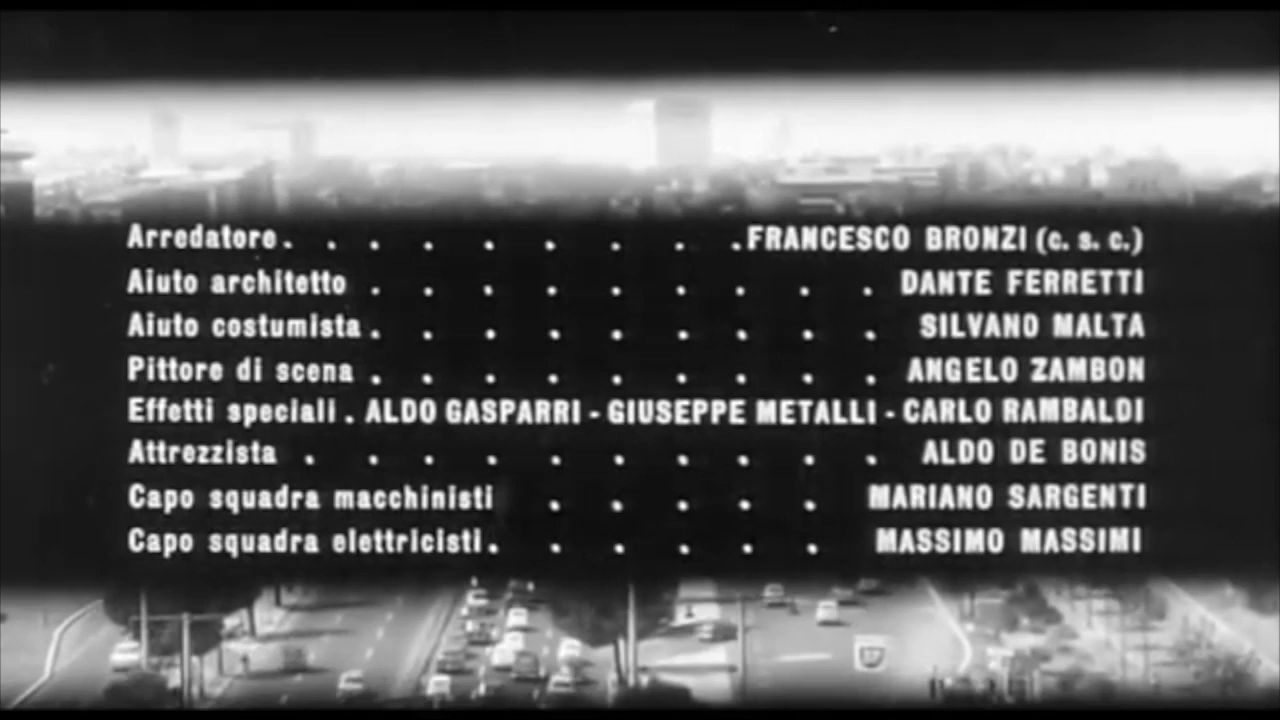 Arredatore. . . . . . . . .FRANCESCO BRONZI (c. s. c.)
Aiuto architetto . . . . . . . . . DANTE FERRETTI
Aiuto costumista . . . . . . . . . SILVANO MALTA
Pittore di scena . . . . . . . . . ANGELO ZAMBON
Effetti speciali . ALDO GASPARRI - GIUSEPPE METALLI - CARLO RAMBALDI
Attrezzista . . . . . . . . . . ALDO DE BONIS
Capo squadra macchinisti . . . . . MARIANO SARGENTI
Capo squadra elettricisti. . . . . . MASSIMO MASSIMI